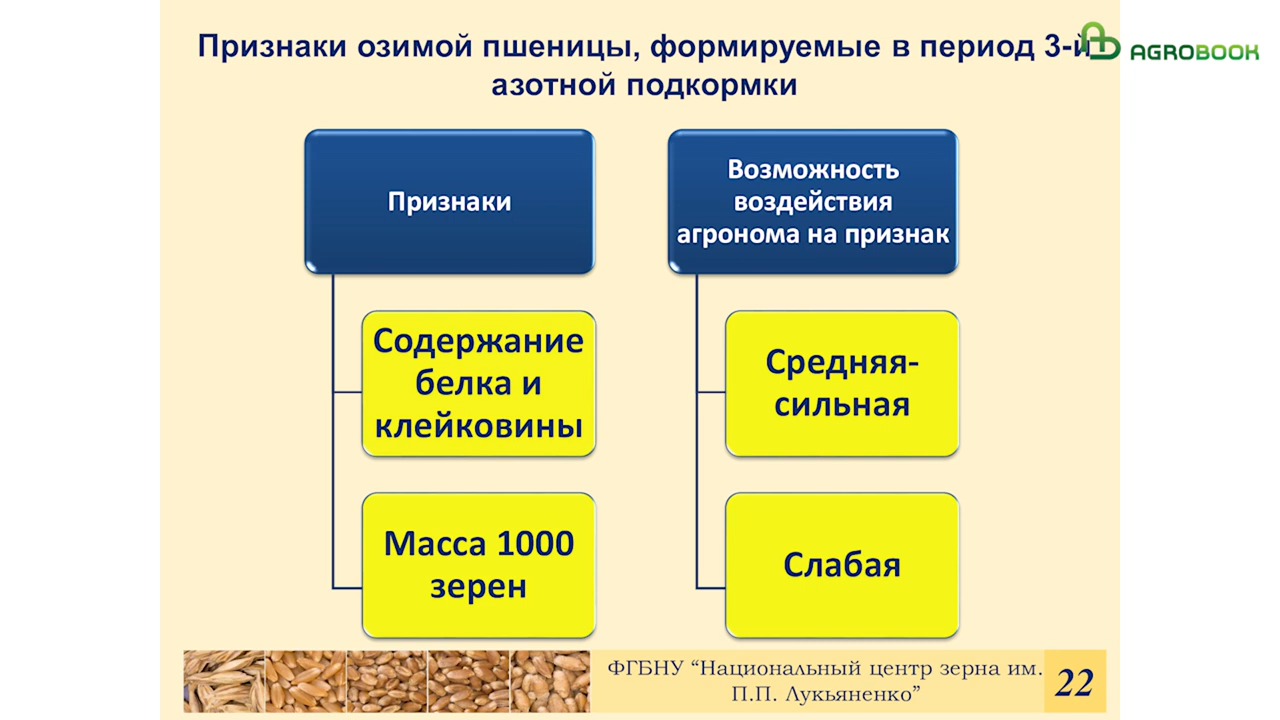 Признаки озимой пшеницы, формируемые в период 3-й
азотной подкормки
AGROBOOK
Признаки
Возможность
воздействия
агронома на признак
Содержание
белка и
клейковины
Средняя-
сильная
Масса 1000
зерен
Слабая
ФГБНУ “Национальный центр зерна им.
П.П. Лукьяненко”
22